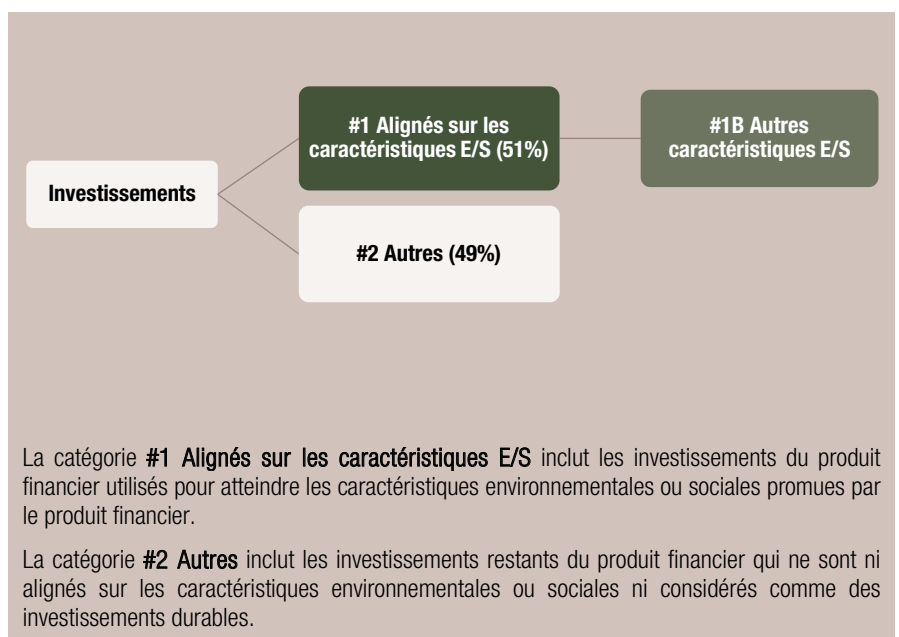 #1 Alignés sur les
caractéristiques E/S (51%)
#1B Autres
caractéristiques E/S
Investissements
#2 Autres (49%)
La catégorie #1 Alignés sur les caractéristiques E/S inclut les investissements du produit
financier utilisés pour atteindre les caractéristiques environnementales ou sociales promues par
le produit financier.
La catégorie #2 Autres inclut les investissements restants du produit financier qui ne sont ni
alignés sur les caractéristiques environnementales ou sociales ni considérés comme des
investissements durables.